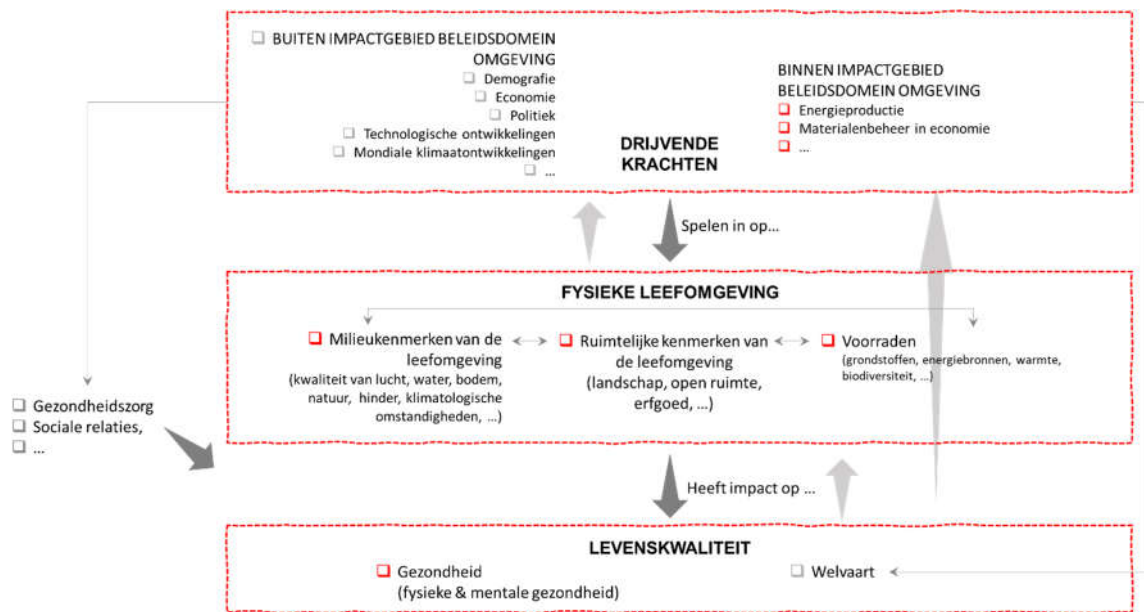 BUITEN IMPACTGEBIED BELEIDSDOMEIN
OMGEVING
Demografie
Economie
Politiek
Technologische ontwikkelingen
Mondiale klimaatontwikkelingen
...
BINNEN IMPACTGEBIED
BELEIDSDOMEIN OMGEVING
Energieproductie
Materialenbeheer in economie
...
DRIJVENDE
KRACHTEN
Spelen in op...
FYSIEKE LEEFOMGEVING
Milieukenmerken van de
leefomgeving
(kwaliteit van lucht, water, bodem,
natuur, hinder, klimatologische
omstandigheden, ...)
Ruimtelijke kenmerken van
de leefomgeving
(landschap, open ruimte,
erfgoed, ...)
Voorraden
(grondstoffen, energiebronnen, warmte,
biodiversiteit, ...)
Gezondheidszorg
Sociale relaties,
...
Heeft impact op ...
LEVENSKWALITEIT
Gezondheid
(fysieke & mentale gezondheid)
Welvaart